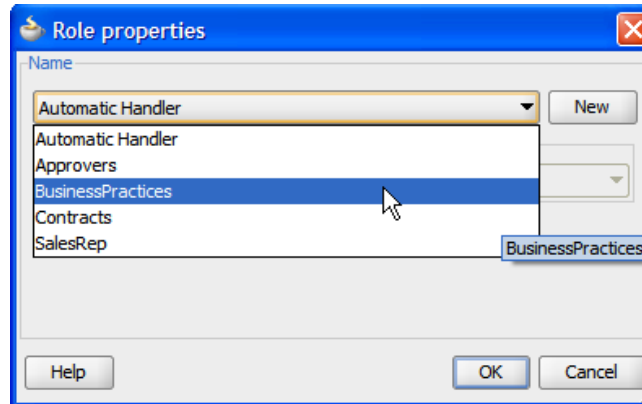 Role properties
Name
Automatic Handler
New
Automatic Handler
Approvers
BusinessPractices
Contracts
SalesRep
BusinessPractices
Help
OK
Cancel